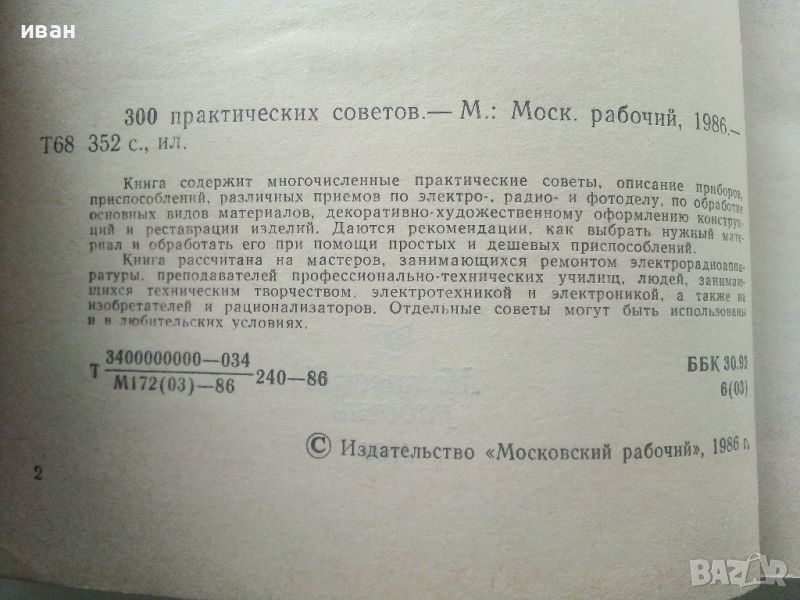 иван
300 практических советов.— М.: Моск. рабочий, 1986.—
Т68 352 с., ил.
Книга содержит многочисленные практические советы, описание приборов,
приспособлений, различных приемов по электро-, радио- и фотоделу, по обработке
основных видов материалов, декоративно-художественному оформлению конструк-
ций и реставрации изделий. Даются рекомендации, как выбрать нужный мате-
риал и обработать его при помощи простых и дешевых приспособлений.
Книга рассчитана на мастеров, занимающихся ремонтом электрорадиоаппа-
ратуры, преподавателей профессионально-технических училищ, людей, занимаю-
щихся техническим творчеством, электротехникой и электроникой, а также на
изобретателей и рационализаторов. Отдельные советы могут быть использованы
и в любительских условиях.
Т 3400000000—034
М172(03)—86 240—86
ББК 30.92
6(03)
© Издательство «Московский рабочий», 1986 г.
2
BAZAR